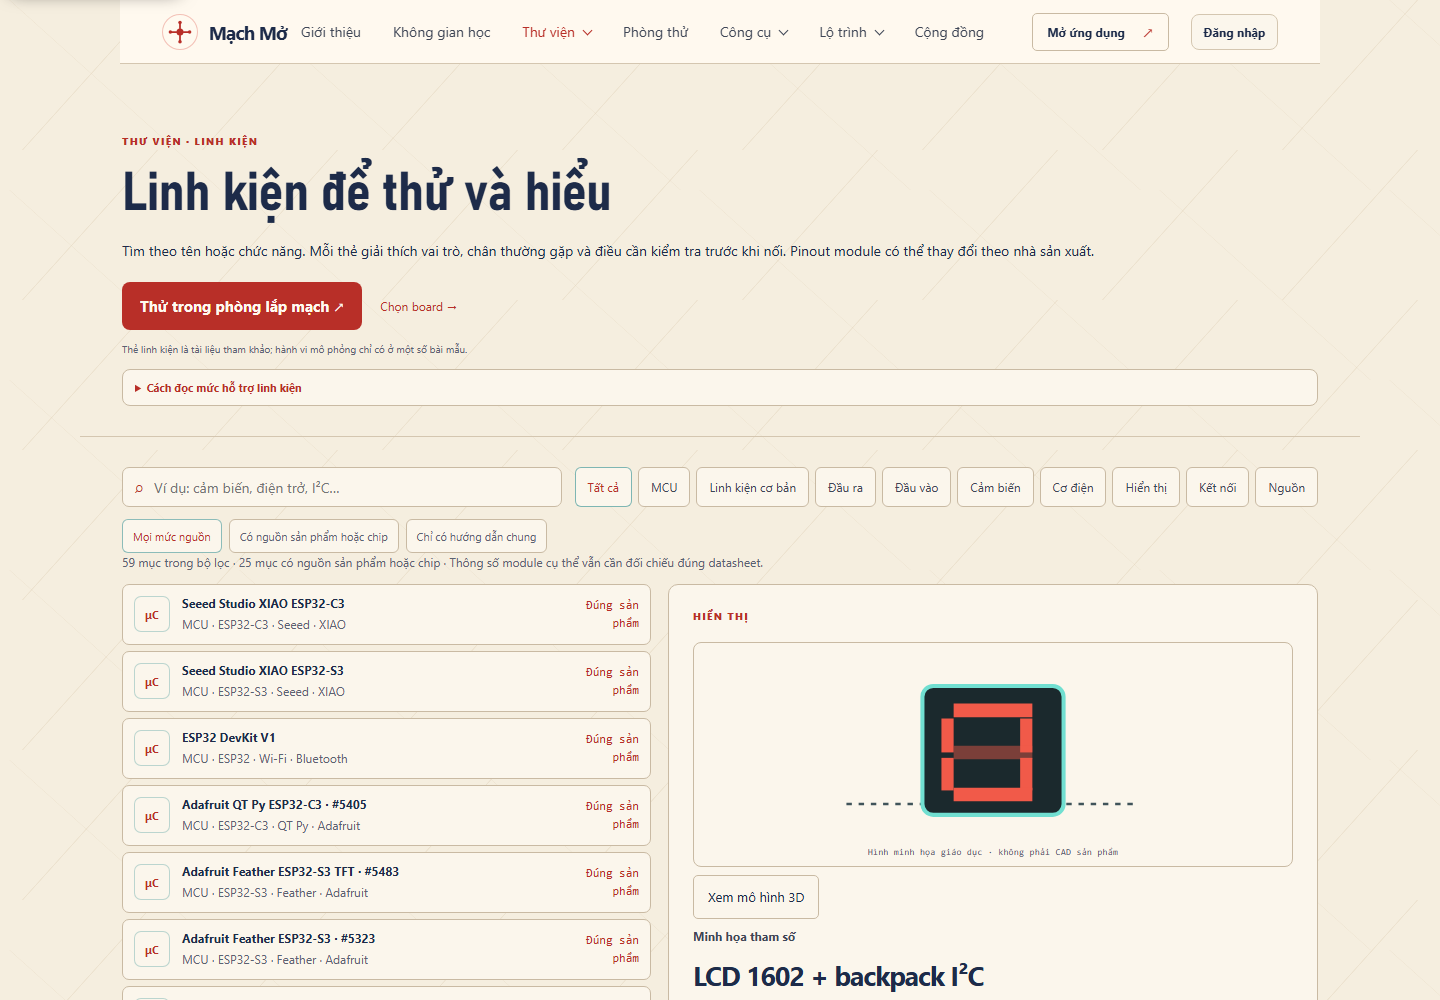 Mạch Mở
Giới thiệu
Không gian học
Thư viện
Phòng thử
Công cụ
Lộ trình
Cộng đồng
Mở ứng dụng ↗
Đăng nhập
THƯ VIỆN · LINH KIỆN
Linh kiện để thử và hiểu
Tìm theo tên hoặc chức năng. Mỗi thẻ giải thích vai trò, chân thường gặp và điều cần kiểm tra trước khi nối. Pinout module có thể thay đổi theo nhà sản xuất.
Thử trong phòng lắp mạch ↗
Chọn board →
Thẻ linh kiện là tài liệu tham khảo; hành vi mô phỏng chỉ có ở một số bài mẫu.
▶ Cách đọc mức hỗ trợ linh kiện
⌕ Ví dụ: cảm biến, điện trở, I²C...
Tất cả
MCU
Linh kiện cơ bản
Đầu ra
Đầu vào
Cảm biến
Cơ điện
Hiển thị
Kết nối
Nguồn
Mọi mức nguồn
Có nguồn sản phẩm hoặc chip
Chỉ có hướng dẫn chung
59 mục trong bộ lọc · 25 mục có nguồn sản phẩm hoặc chip · Thông số module cụ thể vẫn cần đối chiếu đúng datasheet.
µC
Seeed Studio XIAO ESP32-C3
MCU · ESP32-C3 · Seeed · XIAO
Đúng sản
phẩm
µC
Seeed Studio XIAO ESP32-S3
MCU · ESP32-S3 · Seeed · XIAO
Đúng sản
phẩm
µC
ESP32 DevKit V1
MCU · ESP32 · Wi-Fi · Bluetooth
Đúng sản
phẩm
µC
Adafruit QT Py ESP32-C3 · #5405
MCU · ESP32-C3 · QT Py · Adafruit
Đúng sản
phẩm
µC
Adafruit Feather ESP32-S3 TFT · #5483
MCU · ESP32-S3 · Feather · Adafruit
Đúng sản
phẩm
µC
Adafruit Feather ESP32-S3 · #5323
MCU · ESP32-S3 · Feather · Adafruit
Đúng sản
phẩm
HIỂN THỊ
Hình minh họa giáo dục · không phải CAD sản phẩm
Xem mô hình 3D
Minh họa tham số
LCD 1602 + backpack I²C